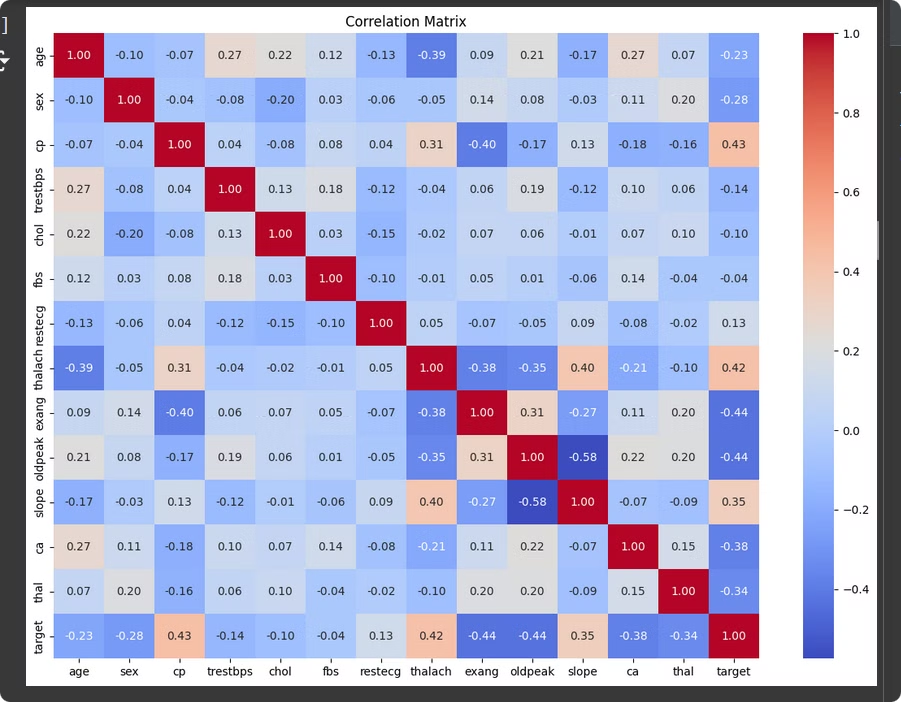 ]
Correlation Matrix
age 1.00 -0.10 -0.07 0.27 0.22 0.12 -0.13 -0.39 0.09 0.21 -0.17 0.27 0.07 -0.23
sex -0.10 1.00 -0.04 -0.08 -0.20 0.03 -0.06 -0.05 0.14 0.08 -0.03 0.11 0.20 -0.28
cp -0.07 -0.04 1.00 0.04 -0.08 0.08 0.04 0.31 -0.40 -0.17 0.13 -0.18 -0.16 0.43
trestbps 0.27 -0.08 0.04 1.00 0.13 0.18 -0.12 -0.04 0.06 0.19 -0.12 0.10 0.06 -0.14
chol 0.22 -0.20 -0.08 0.13 1.00 0.03 -0.15 -0.02 0.07 0.06 -0.01 0.07 0.10 -0.10
fbs 0.12 0.03 0.08 0.18 0.03 1.00 -0.10 -0.01 0.05 0.01 -0.06 0.14 -0.04 -0.04
restecg -0.13 -0.06 0.04 -0.12 -0.15 -0.10 1.00 0.05 -0.07 -0.05 0.09 -0.08 -0.02 0.13
thalach -0.39 -0.05 0.31 -0.04 -0.02 -0.01 0.05 1.00 -0.38 -0.35 0.40 -0.21 -0.10 0.42
exang 0.09 0.14 -0.40 0.06 0.07 0.05 -0.07 -0.38 1.00 0.31 -0.27 0.11 0.20 -0.44
oldpeak 0.21 0.08 -0.17 0.19 0.06 0.01 -0.05 -0.35 0.31 1.00 -0.58 0.22 0.20 -0.44
slope -0.17 -0.03 0.13 -0.12 -0.01 -0.06 0.09 0.40 -0.27 -0.58 1.00 -0.07 -0.09 0.35
ca 0.27 0.11 -0.18 0.10 0.07 0.14 -0.08 -0.21 0.11 0.22 -0.07 1.00 0.15 -0.38
thal 0.07 0.20 -0.16 0.06 0.10 -0.04 -0.02 -0.10 0.20 0.20 -0.09 0.15 1.00 -0.34
target -0.23 -0.28 0.43 -0.14 -0.10 -0.04 0.13 0.42 -0.44 -0.44 0.35 -0.38 -0.34 1.00
age sex cp trestbps chol fbs restecg thalach exang oldpeak slope ca thal target
1.0
0.8
0.6
0.4
0.2
0.0
−0.2
−0.4